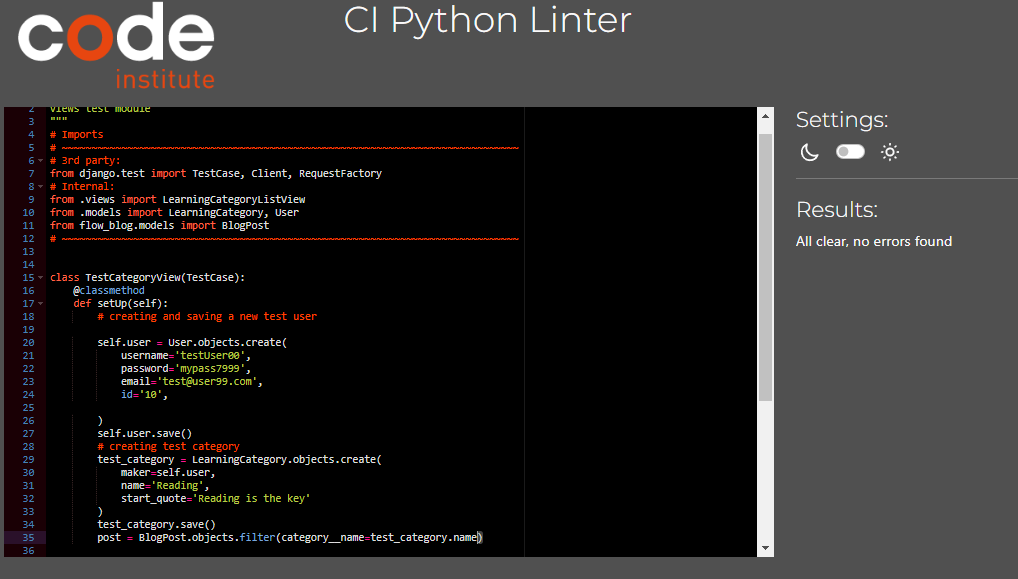 code
institute
CI Python Linter
2 views test module
3 """
4 # Imports
5 # ~~~~~~~~~~~~~~~~~~~~~~~~~~~~~~~~~~~~~~~~~~~~~~~~~~~~~~~~~~~~~~~~~~~~~~~~~~~~~
6 # 3rd party:
7 from django.test import TestCase, Client, RequestFactory
8 # Internal:
9 from .views import LearningCategoryListView
10 from .models import LearningCategory, User
11 from flow_blog.models import BlogPost
12 # ~~~~~~~~~~~~~~~~~~~~~~~~~~~~~~~~~~~~~~~~~~~~~~~~~~~~~~~~~~~~~~~~~~~~~~~~~~~~~
13
14
15 class TestCategoryView(TestCase):
16 @classmethod
17 def setUp(self):
18 # creating and saving a new test user
19
20 self.user = User.objects.create(
21 username='testUser00',
22 password='mypass7999',
23 email='test@user99.com',
24 id='10',
25
26 )
27 self.user.save()
28 # creating test category
29 test_category = LearningCategory.objects.create(
30 maker=self.user,
31 name='Reading',
32 start_quote='Reading is the key'
33 )
34 test_category.save()
35 post = BlogPost.objects.filter(category__name=test_category.name)
36
Settings:
Results:
All clear, no errors found